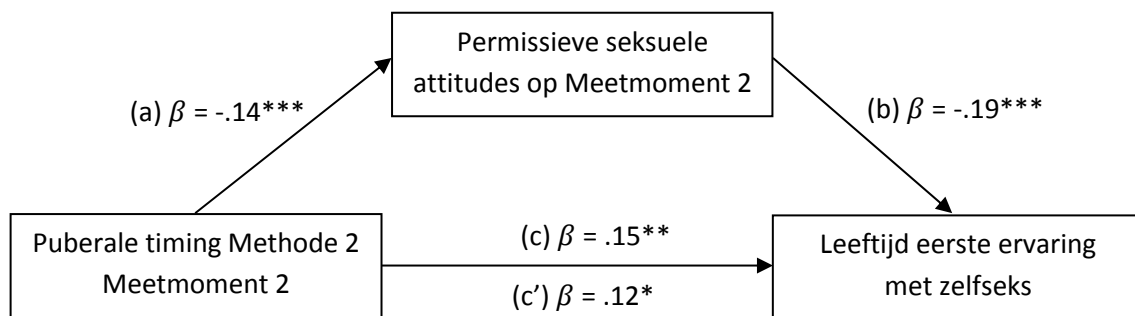 Permissieve seksuele
attitudes op Meetmoment 2
(a) 𝛽 = -.14***
(b) 𝛽 = -.19***
Puberale timing Methode 2
Meetmoment 2
(c) 𝛽 = .15**
(c’) 𝛽 = .12*
Leeftijd eerste ervaring
met zelfseks